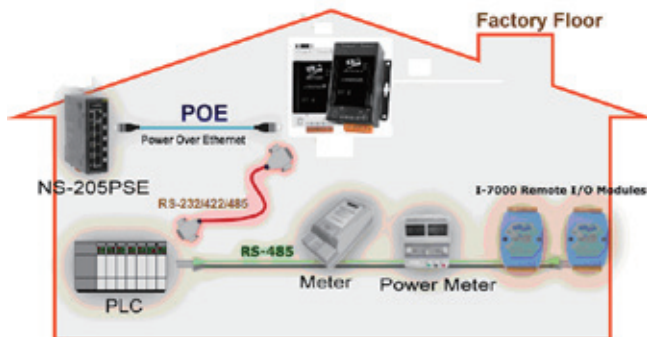 Factory Floor
POE
Power Over Ethernet
NS-205PSE
RS-232/422/485
I-7000 Remote I/O Modules
RS-485
Meter
Power Meter
PLC